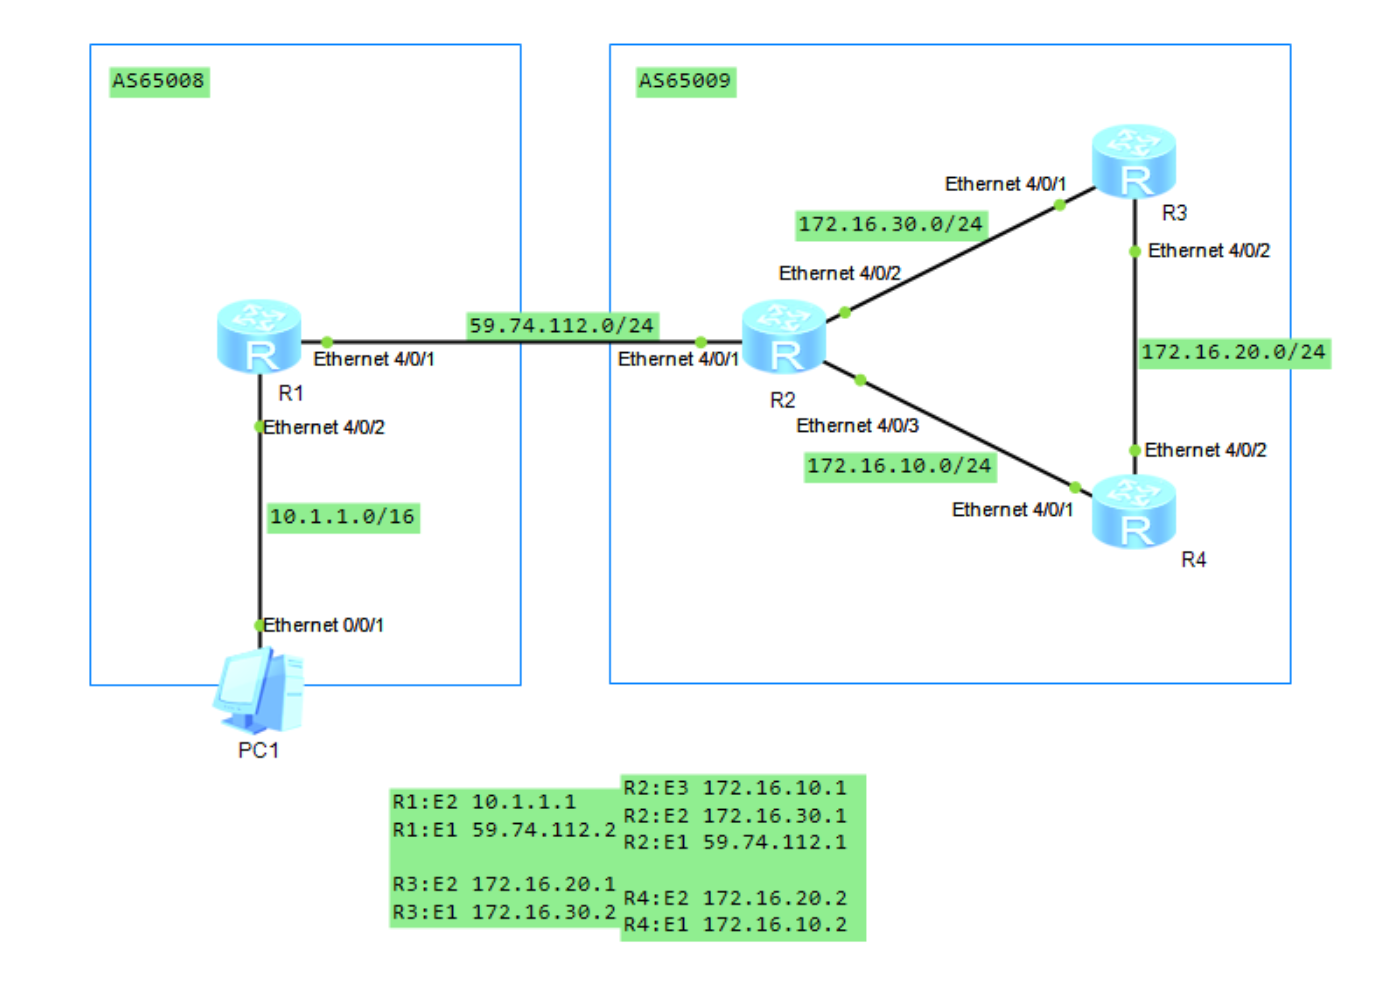 AS65008
AS65009
R
Ethernet 4/0/1
R3
172.16.30.0/24
Ethernet 4/0/2
Ethernet 4/0/2
R
59.74.112.0/24
R
Ethernet 4/0/1
Ethernet 4/0/1
172.16.20.0/24
R1
R2
Ethernet 4/0/2
Ethernet 4/0/3
Ethernet 4/0/2
172.16.10.0/24
Ethernet 4/0/1
R
10.1.1.0/16
R4
Ethernet 0/0/1
PC1
R1:E2 10.1.1.1
R1:E1 59.74.112.2
R3:E2 172.16.20.1
R3:E1 172.16.30.2
R2:E3 172.16.10.1
R2:E2 172.16.30.1
R2:E1 59.74.112.1
R4:E2 172.16.20.2
R4:E1 172.16.10.2